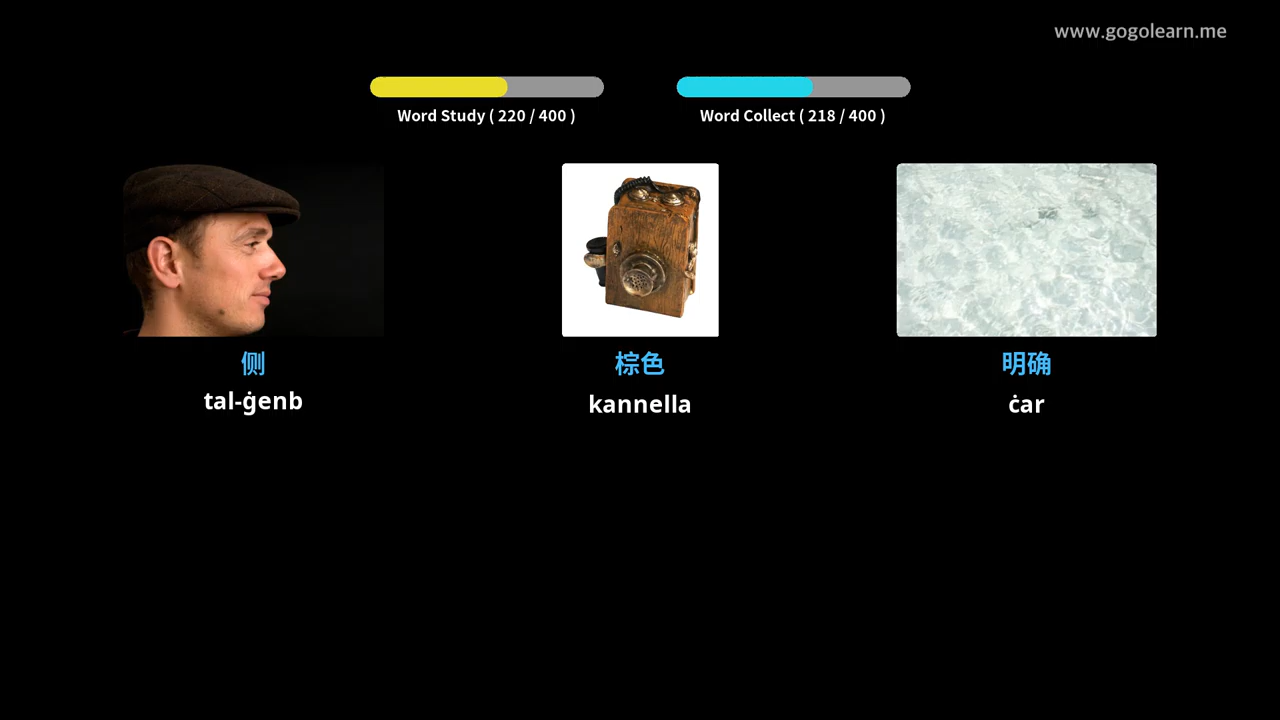 www.gogolearn.me
Word Study ( 220 / 400 )
Word Collect ( 218 / 400 )
侧
棕色
明确
tal-ġenb
kannella
ċar